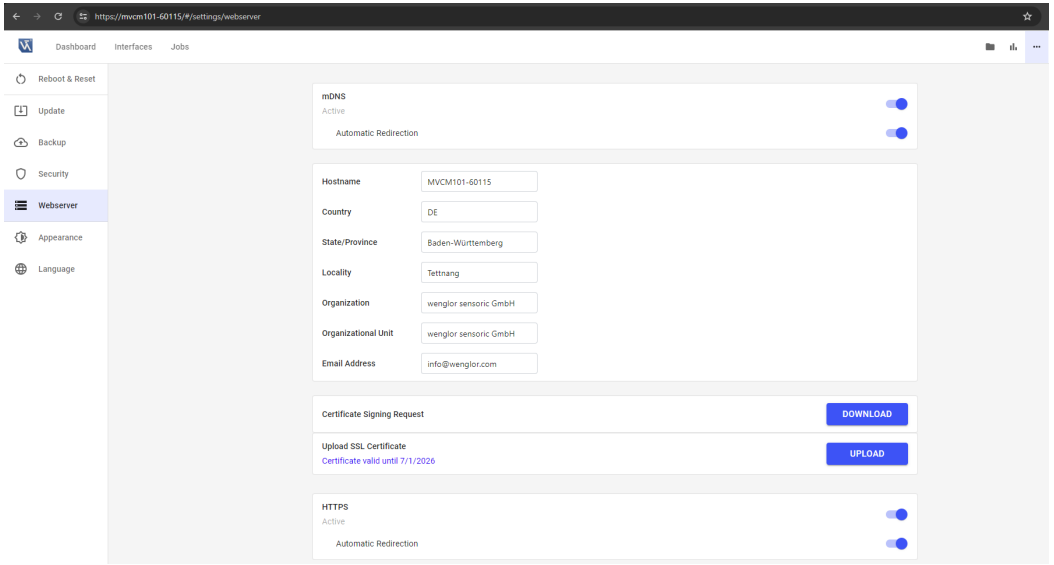 https://mvcm101-60115/#/settings/webserver
Dashboard Interfaces Jobs
Reboot & Reset
Update
Backup
Security
Webserver
Appearance
Language
mDNS
Active
Automatic Redirection
Hostname MVCM101-60115
Country DE
State/Province Baden-Württemberg
Locality Tettnang
Organization wenglor sensoric GmbH
Organizational Unit wenglor sensoric GmbH
Email Address info@wenglor.com
Certificate Signing Request DOWNLOAD
Upload SSL Certificate
Certificate valid until 7/1/2026
UPLOAD
HTTPS
Active
Automatic Redirection